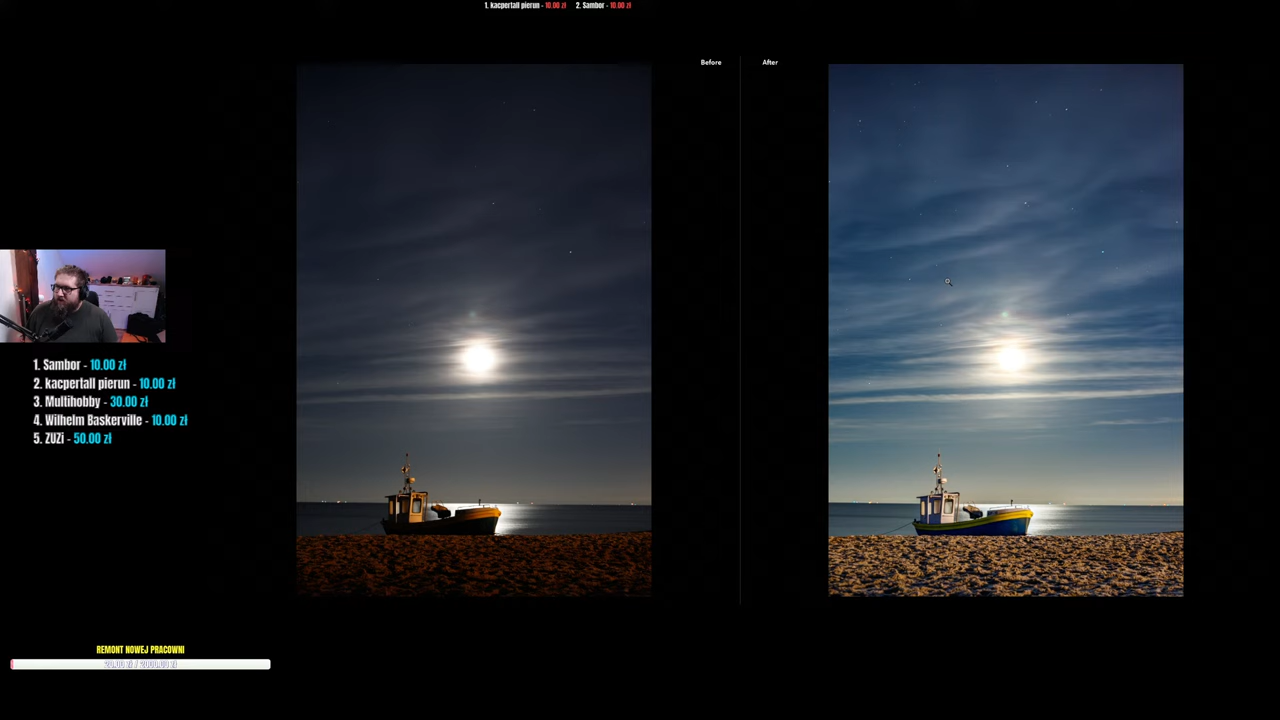 1. kacpertall pierun - 10.00 zł 2. Sambor - 10.00 zł
Before After
1. Sambor - 10.00 zł
2. kacpertall pierun - 10.00 zł
3. Multihobby - 30.00 zł
4. Wilhelm Baskerville - 10.00 zł
5. ZUZi - 50.00 zł
REMONT NOWEJ PRACOWNI